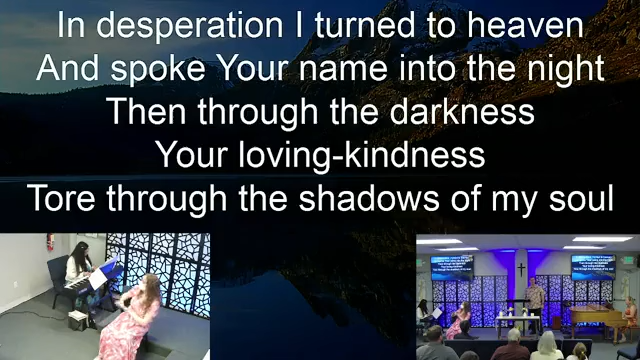 In desperation I turned to heaven
And spoke Your name into the night
Then through the darkness
Your loving-kindness
Tore through the shadows of my soul